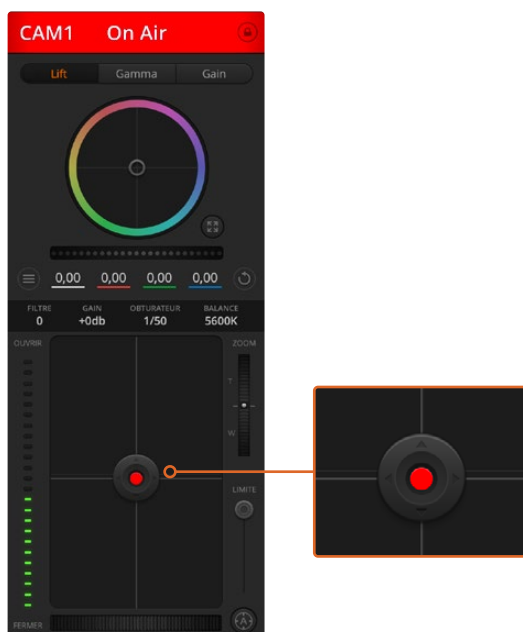 CAM1 On Air
Lift Gamma Gain
0,00 0,00 0,00 0,00
FILTRE GAIN OBTURATEUR BALANCE
0 +0db 1/50 5600K
OUVRIR ZOOM
T
W
LIMITE
FERMER A